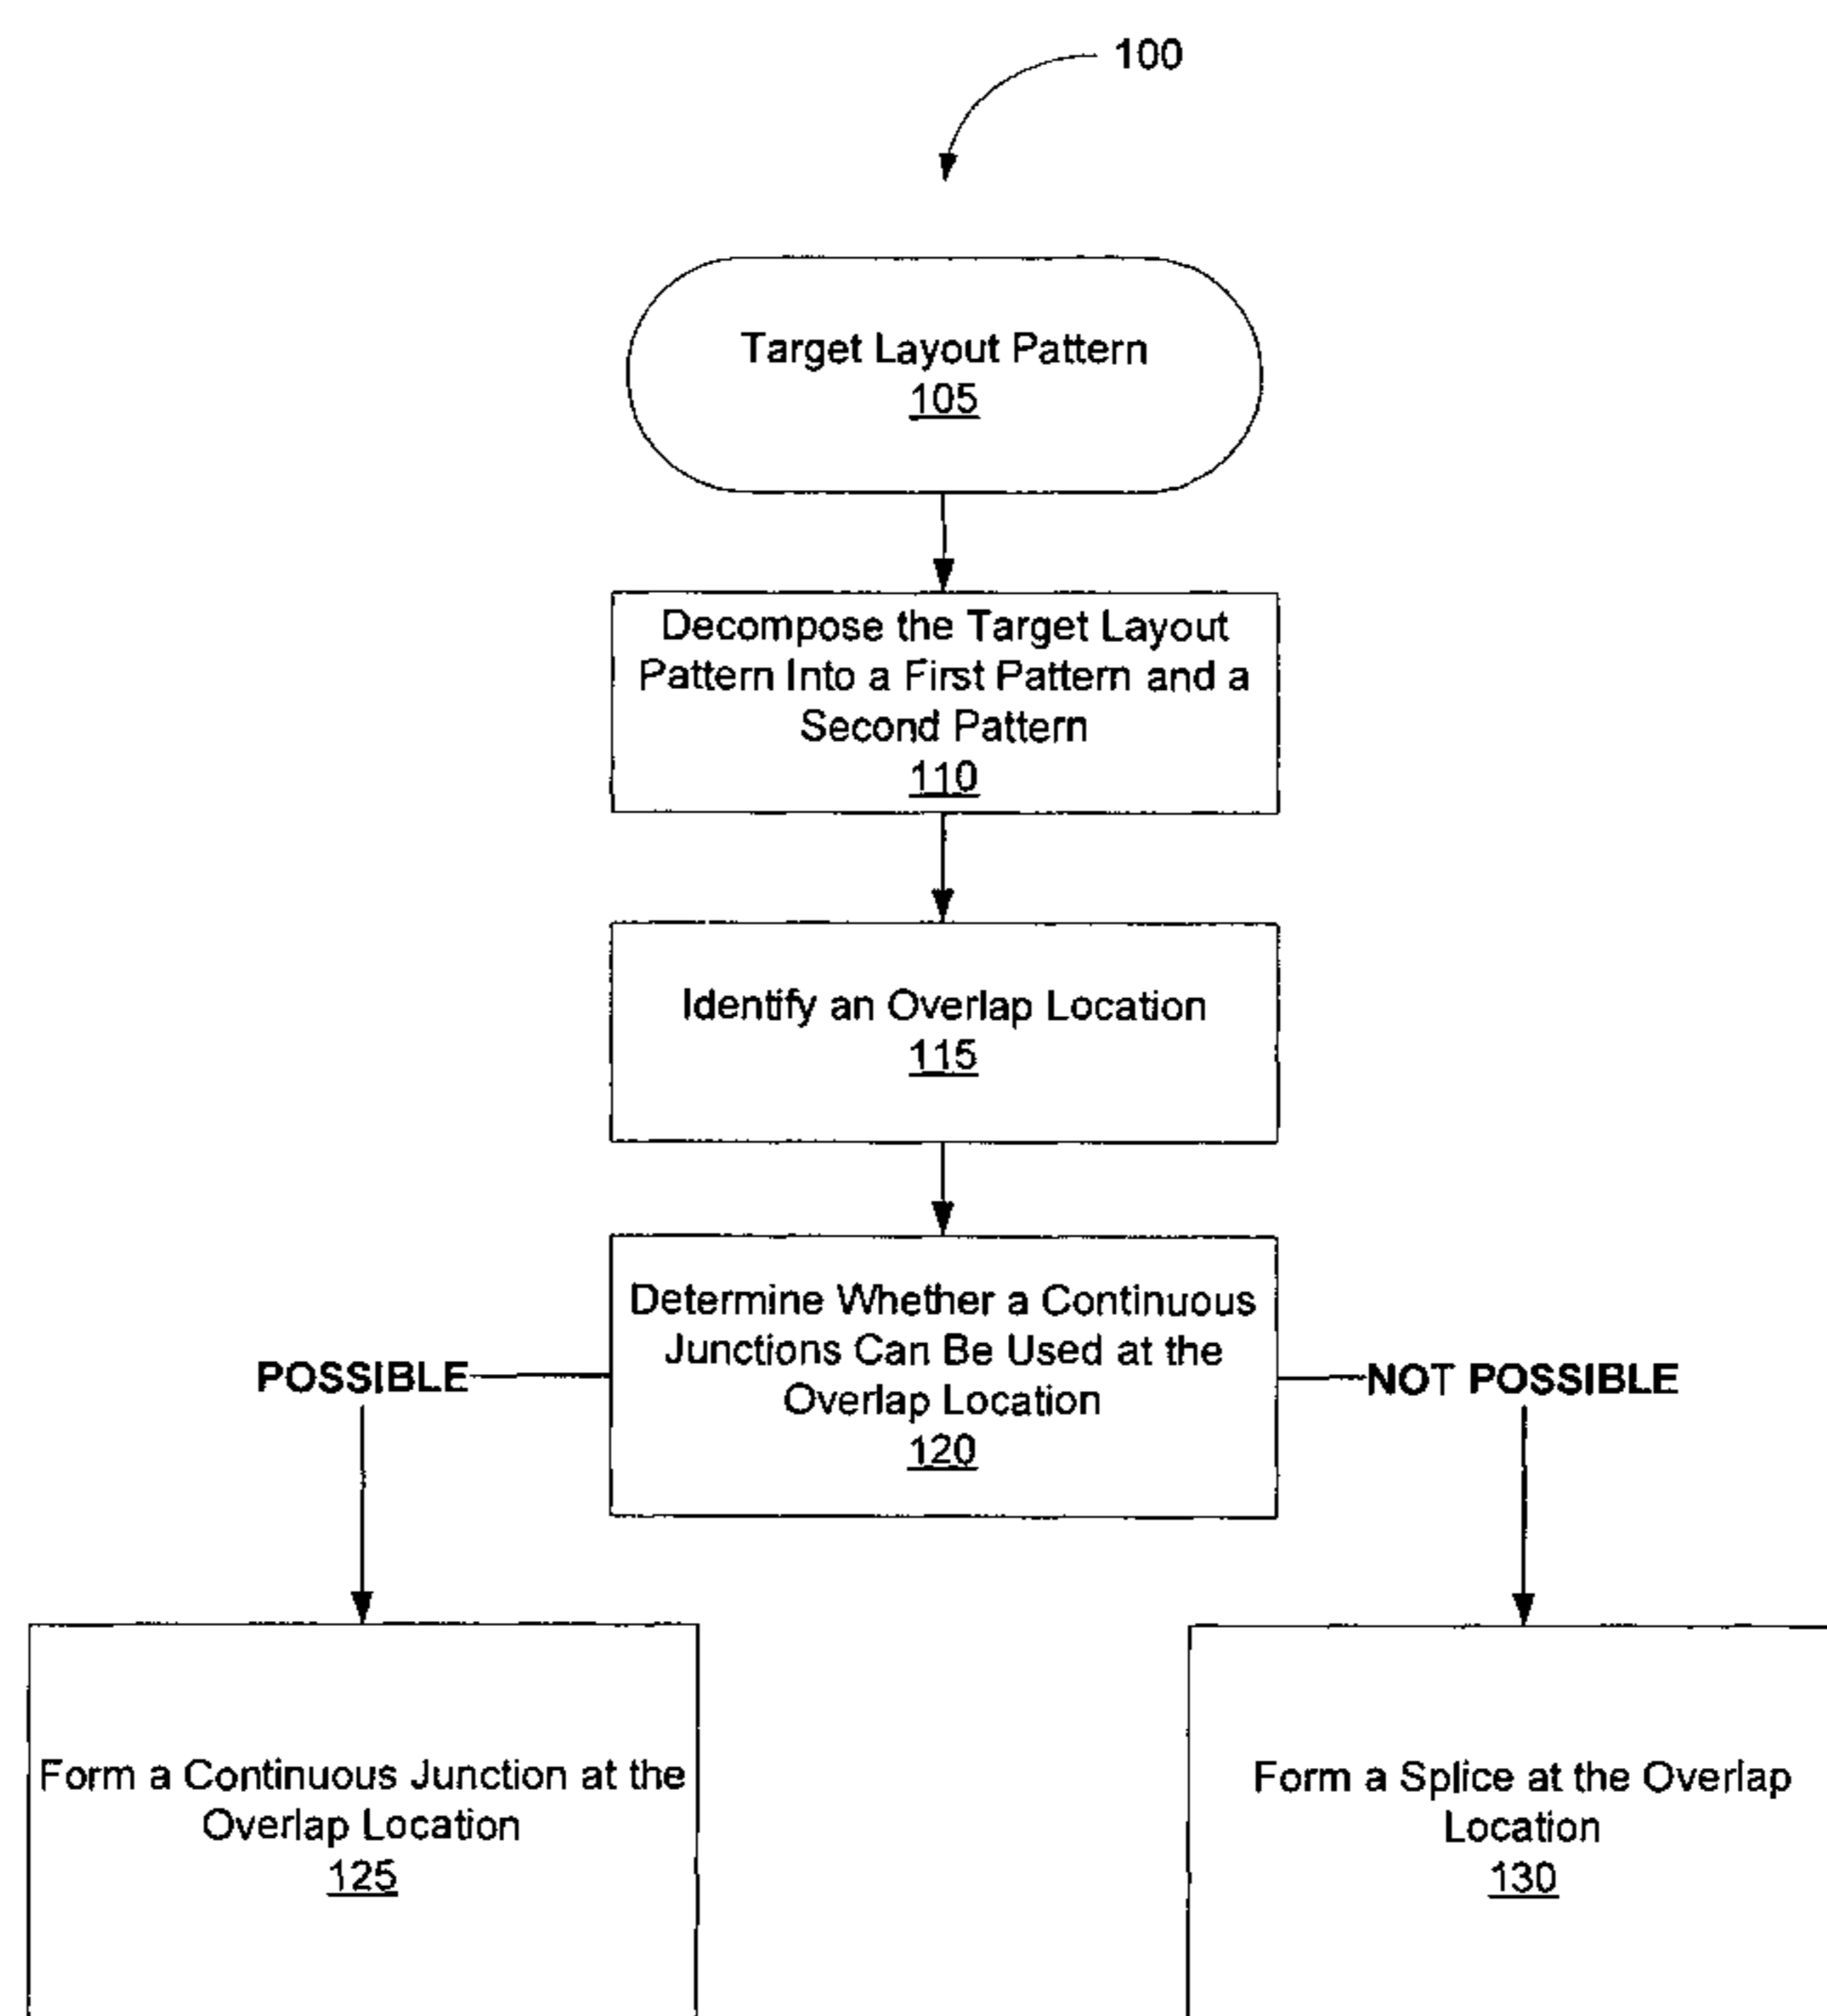 100
Target Layout Pattern
105
Decompose the Target Layout
Pattern Into a First Pattern and a
Second Pattern
110
Identify an Overlap Location
115
Determine Whether a Continuous
Junctions Can Be Used at the
Overlap Location
120
POSSIBLE
NOT POSSIBLE
Form a Continuous Junction at the
Overlap Location
125
Form a Splice at the Overlap
Location
130